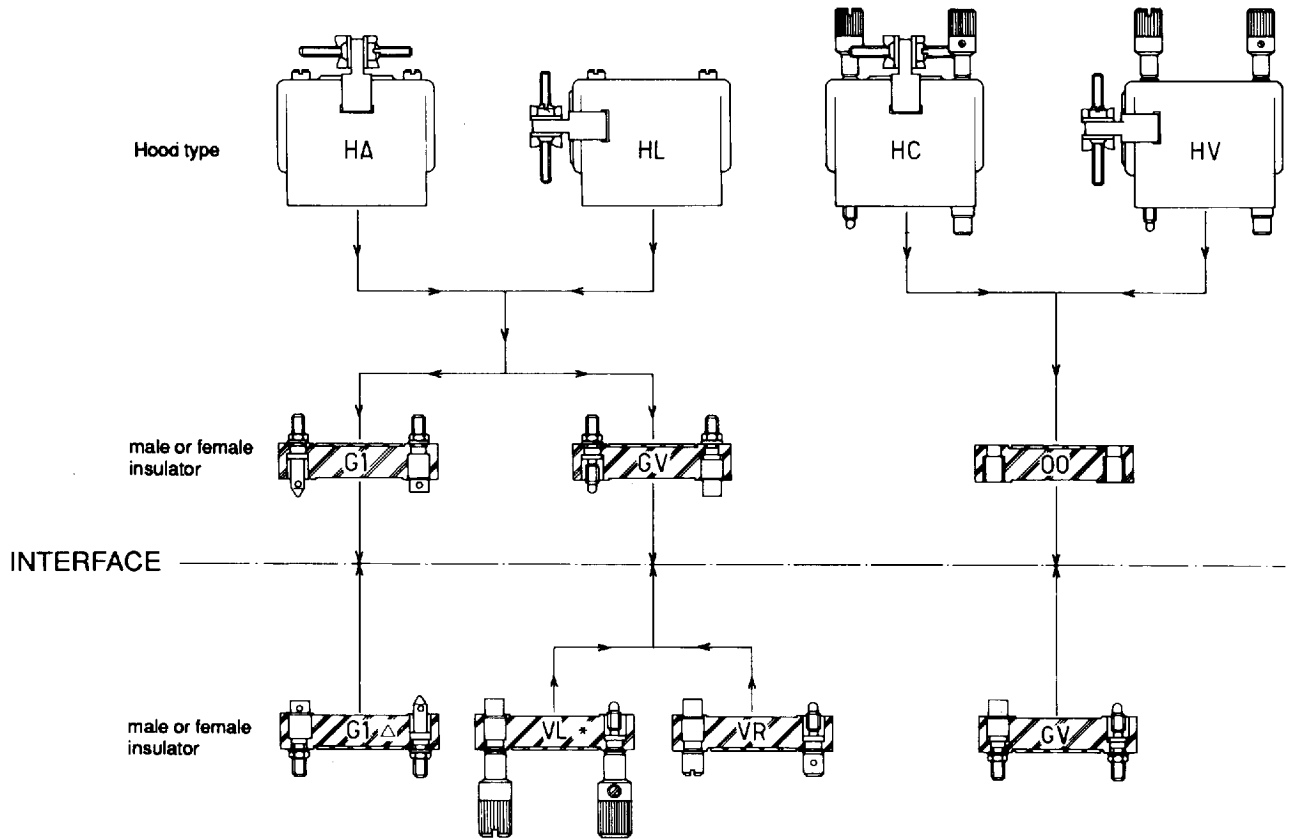 Hood type
HA
HL
HC
HV
male or female
insulator
G1
GV
00
INTERFACE
male or female
insulator
G1 △
VL *
VR
GV